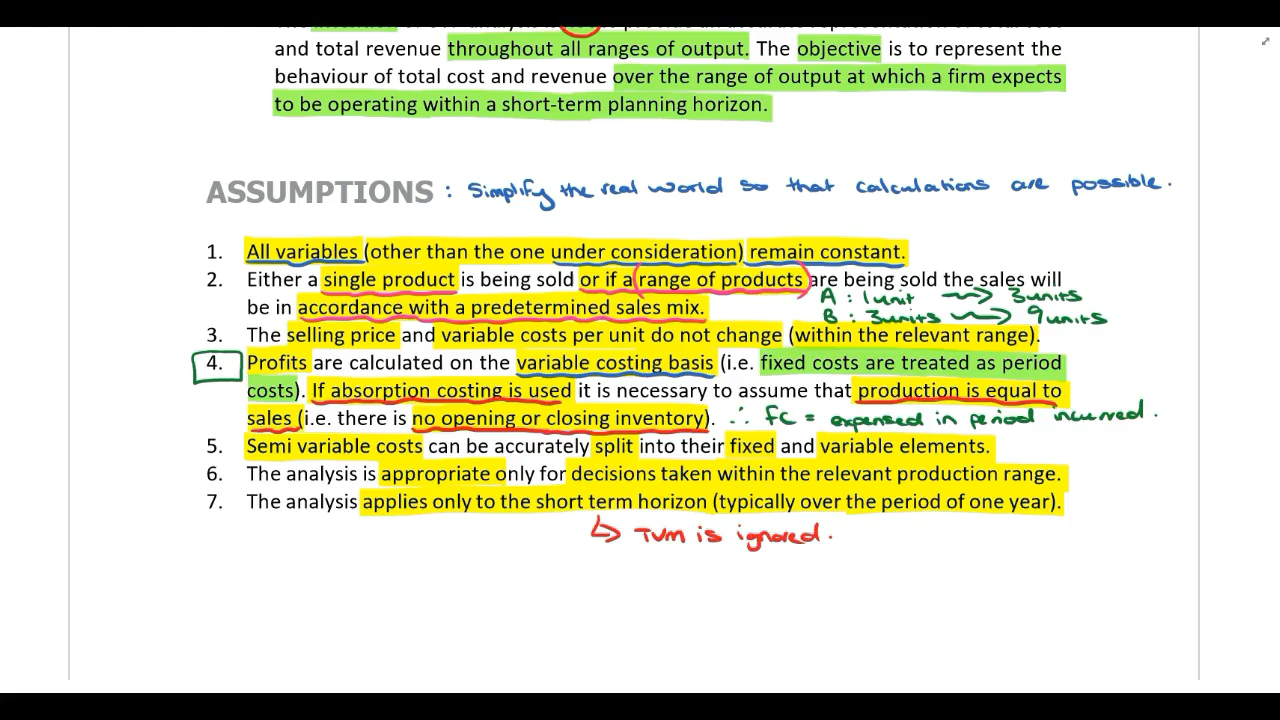 and total revenue throughout all ranges of output. The objective is to represent the
behaviour of total cost and revenue over the range of output at which a firm expects
to be operating within a short-term planning horizon.
ASSUMPTIONS : Simplify the real world so that calculations are possible.
1. All variables (other than the one under consideration) remain constant.
2. Either a single product is being sold or if a range of products are being sold the sales will
be in accordance with a predetermined sales mix.
A : 1 unit 3 units
B : 3 units 9 units
3. The selling price and variable costs per unit do not change (within the relevant range).
4. Profits are calculated on the variable costing basis (i.e. fixed costs are treated as period
costs). If absorption costing is used it is necessary to assume that production is equal to
sales (i.e. there is no opening or closing inventory). ∴ FC = expensed in period incurred.
5. Semi variable costs can be accurately split into their fixed and variable elements.
6. The analysis is appropriate only for decisions taken within the relevant production range.
7. The analysis applies only to the short term horizon (typically over the period of one year).
↳ TVM is ignored.